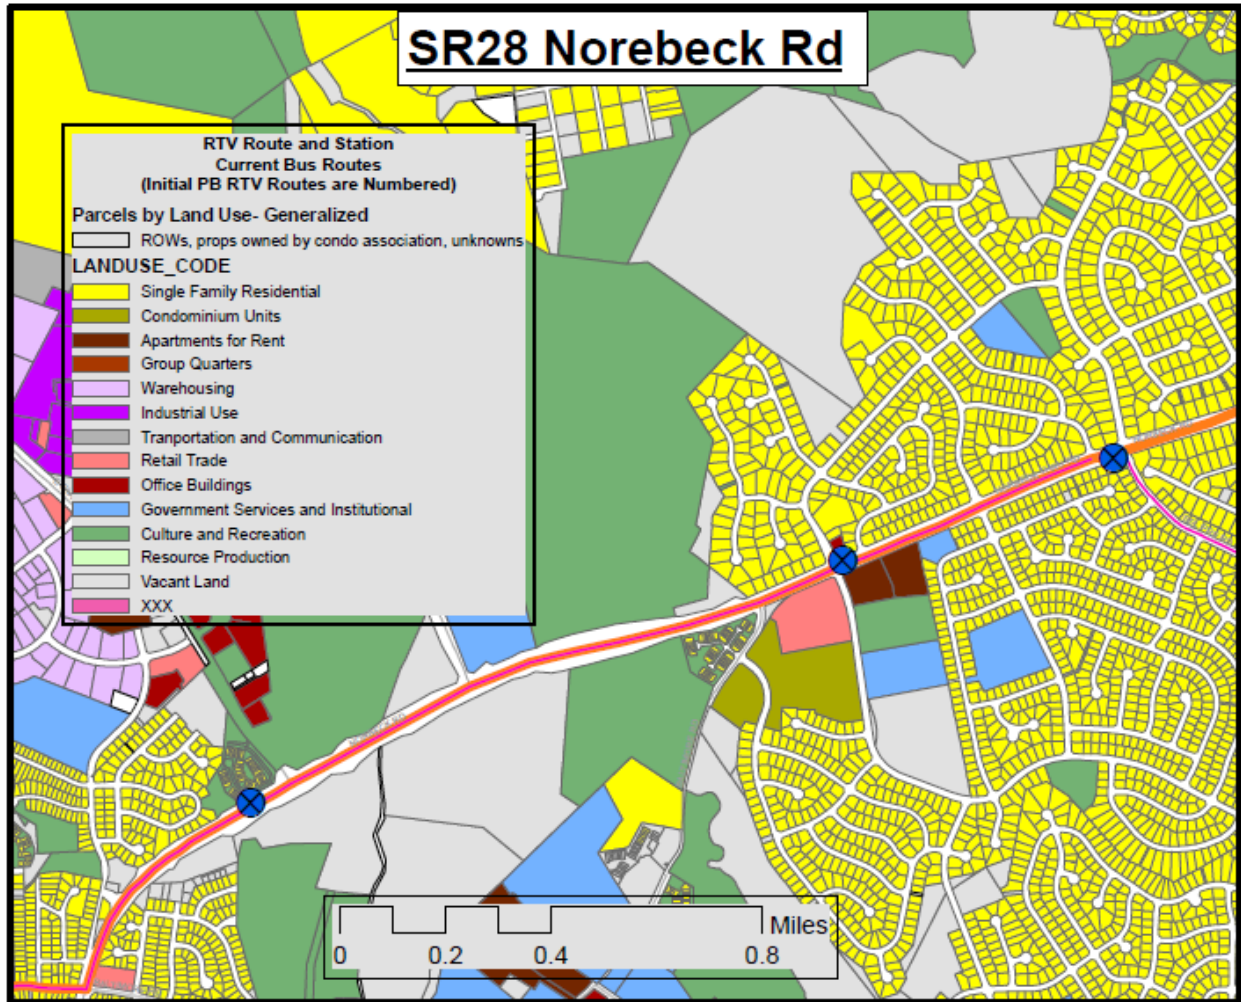 SR28 Norebeck Rd
RTV Route and Station
Current Bus Routes
(Initial PB RTV Routes are Numbered)
Parcels by Land Use- Generalized
ROWs, props owned by condo association, unknowns
LANDUSE_CODE
Single Family Residential
Condominium Units
Apartments for Rent
Group Quarters
Warehousing
Industrial Use
Tranportation and Communication
Retail Trade
Office Buildings
Government Services and Institutional
Culture and Recreation
Resource Production
Vacant Land
XXX
Miles
0 0.2 0.4 0.8